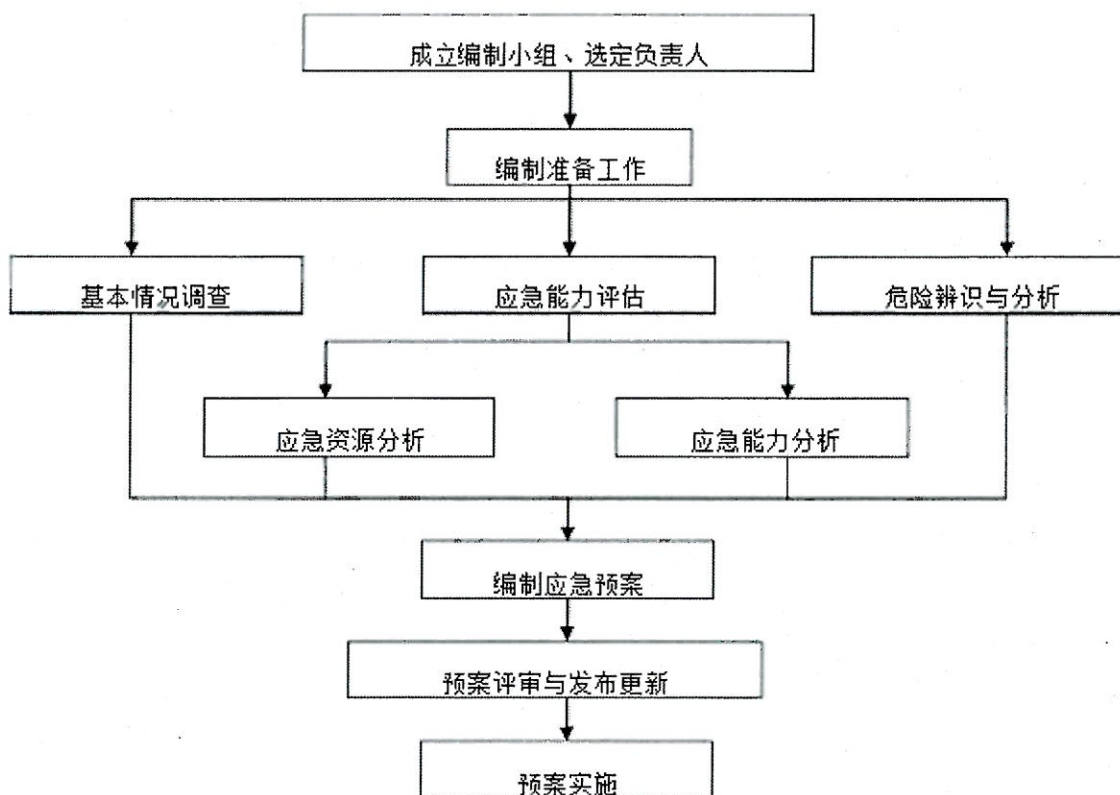 成立编制小组、选定负责人
编制准备工作
基本情况调查
应急能力评估
危险辨识与分析
应急资源分析
应急能力分析
编制应急预案
预案评审与发布更新
预案实施